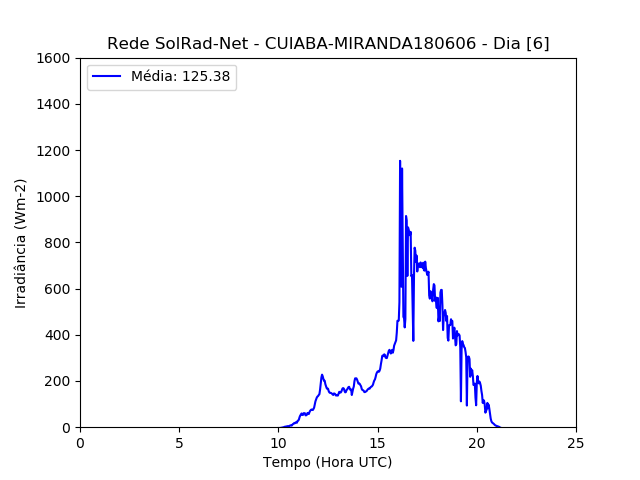 Rede SolRad-Net - CUIABA-MIRANDA180606 - Dia [6]
Média: 125.38
1600
1400
1200
1000
800
600
400
200
0
Irradiância (Wm-2)
0 5 10 15 20 25
Tempo (Hora UTC)